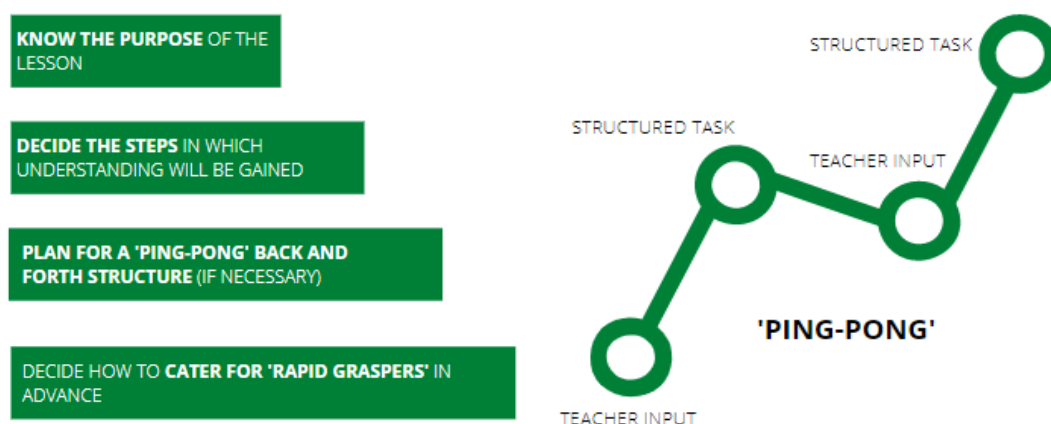 KNOW THE PURPOSE OF THE
LESSON
DECIDE THE STEPS IN WHICH
UNDERSTANDING WILL BE GAINED
PLAN FOR A 'PING-PONG' BACK AND
FORTH STRUCTURE (IF NECESSARY)
DECIDE HOW TO CATER FOR 'RAPID GRASPERS' IN
ADVANCE
STRUCTURED TASK
STRUCTURED TASK
TEACHER INPUT
'PING-PONG'
TEACHER INPUT